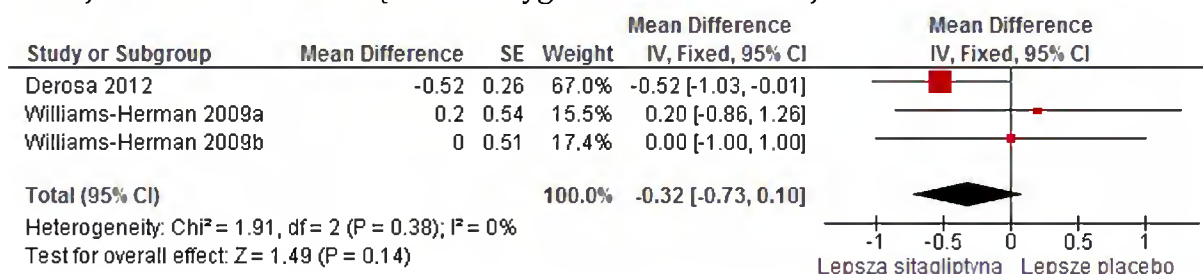 Mean Difference Mean Difference
Study or Subgroup Mean Difference SE Weight IV, Fixed, 95% CI IV, Fixed, 95% CI
Derosa 2012 -0.52 0.26 67.0% -0.52 [-1.03, -0.01]
Williams-Herman 2009a 0.2 0.54 15.5% 0.20 [-0.86, 1.26]
Williams-Herman 2009b 0 0.51 17.4% 0.00 [-1.00, 1.00]
Total (95% CI) 100.0% -0.32 [-0.73, 0.10]
Heterogeneity: Chi² = 1.91, df = 2 (P = 0.38); I² = 0%
Test for overall effect: Z = 1.49 (P = 0.14)
-1 -0.5 0 0.5 1
Lepsza sitagliptyna Lepsze placebo